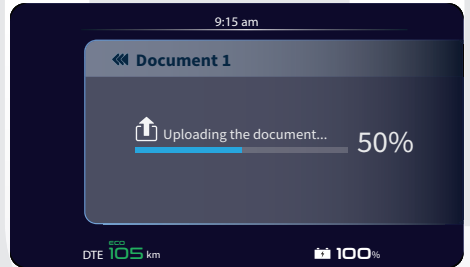 9:15 am
Document 1
Uploading the document...
50%
ECO
DTE 105 km
100%